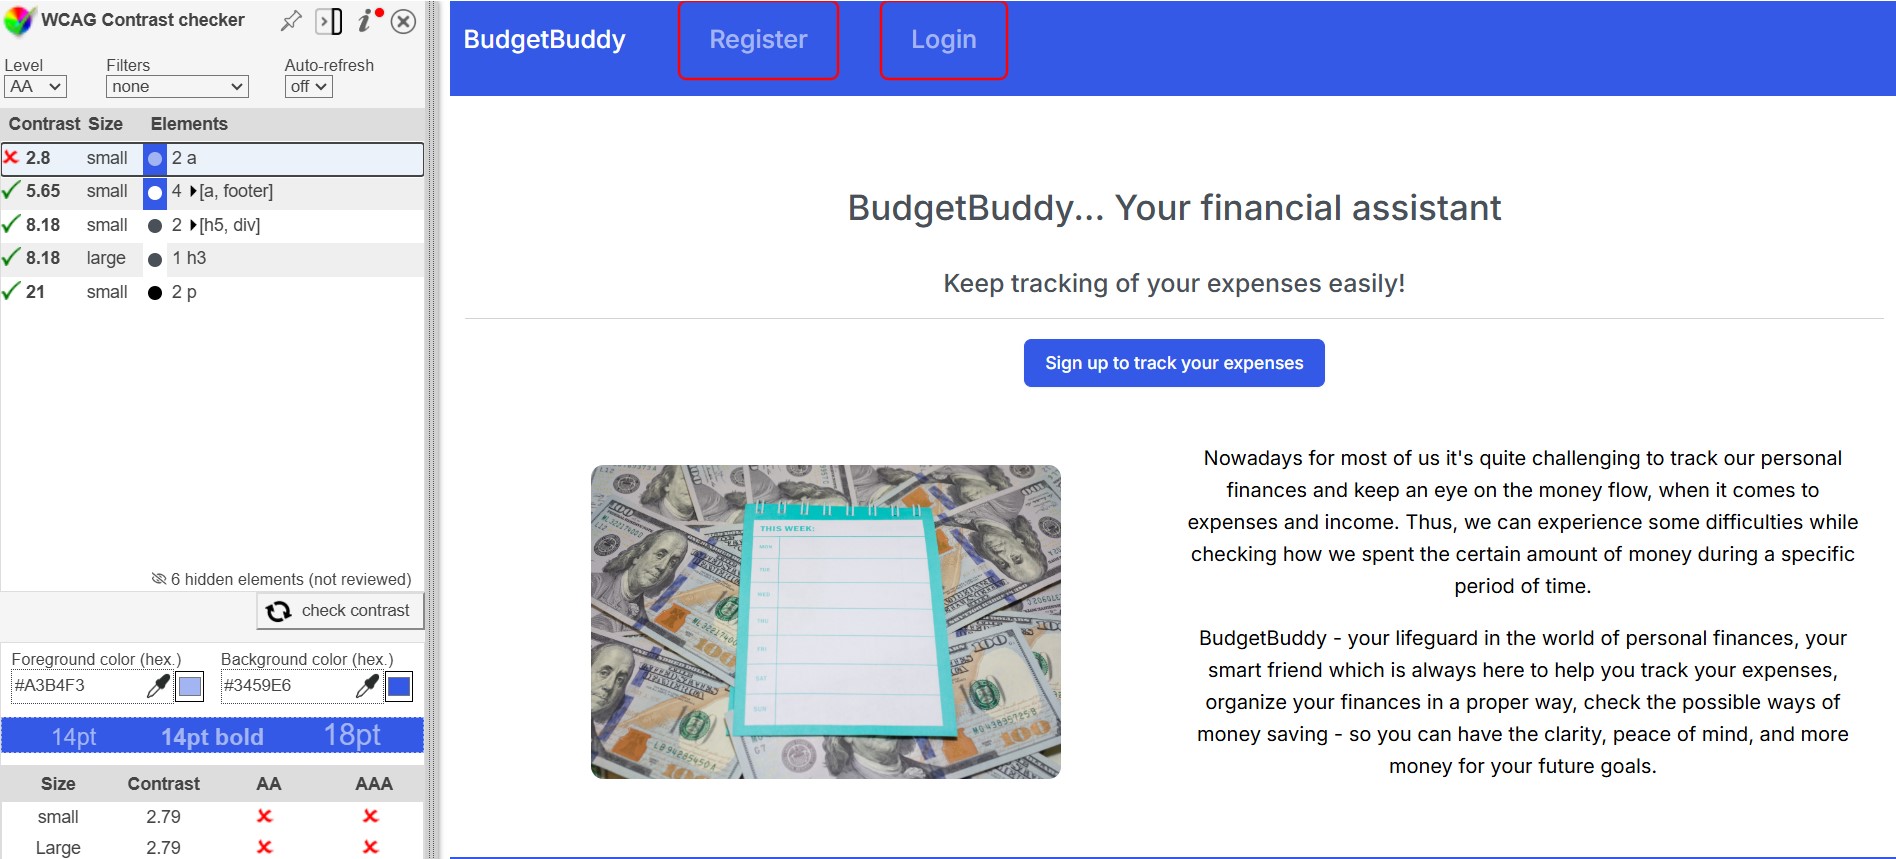 WCAG Contrast checker
Level Filters Auto-refresh
AA none off
Contrast Size Elements
2.8 small 2 a
5.65 small 4 [a, footer]
8.18 small 2 [h5, div]
8.18 large 1 h3
21 small 2 p
6 hidden elements (not reviewed)
check contrast
Foreground color (hex.) Background color (hex.)
#A3B4F3 #3459E6
14pt 14pt bold 18pt
Size Contrast AA AAA
small 2.79
Large 2.79
BudgetBuddy Register Login
BudgetBuddy... Your financial assistant
Keep tracking of your expenses easily!
Sign up to track your expenses
THIS WEEK:
MON
TUE
WED
THU
FRI
SAT
SUN
Nowadays for most of us it's quite challenging to track our personal
finances and keep an eye on the money flow, when it comes to
expenses and income. Thus, we can experience some difficulties while
checking how we spent the certain amount of money during a specific
period of time.
BudgetBuddy - your lifeguard in the world of personal finances, your
smart friend which is always here to help you track your expenses,
organize your finances in a proper way, check the possible ways of
money saving - so you can have the clarity, peace of mind, and more
money for your future goals.